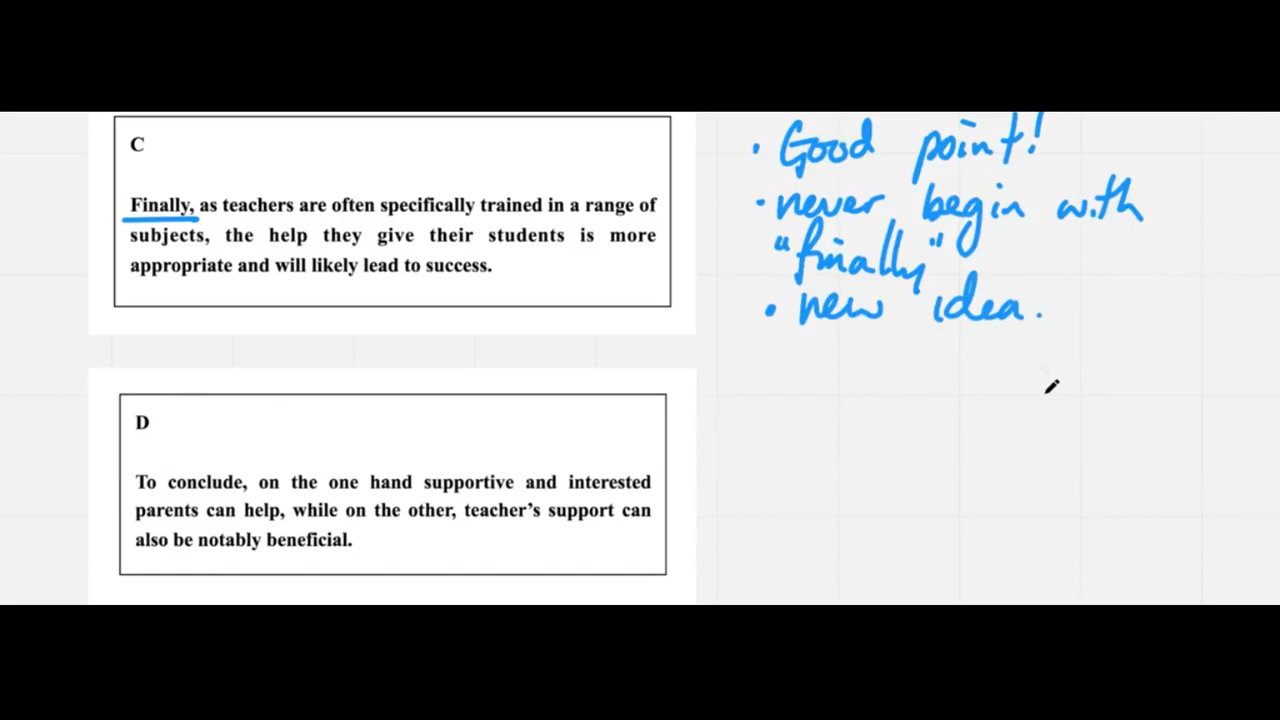 C
Finally, as teachers are often specifically trained in a range of
subjects, the help they give their students is more
appropriate and will likely lead to success.
· Good point!
· never begin with
"finally"
· new idea.
D
To conclude, on the one hand supportive and interested
parents can help, while on the other, teacher's support can
also be notably beneficial.